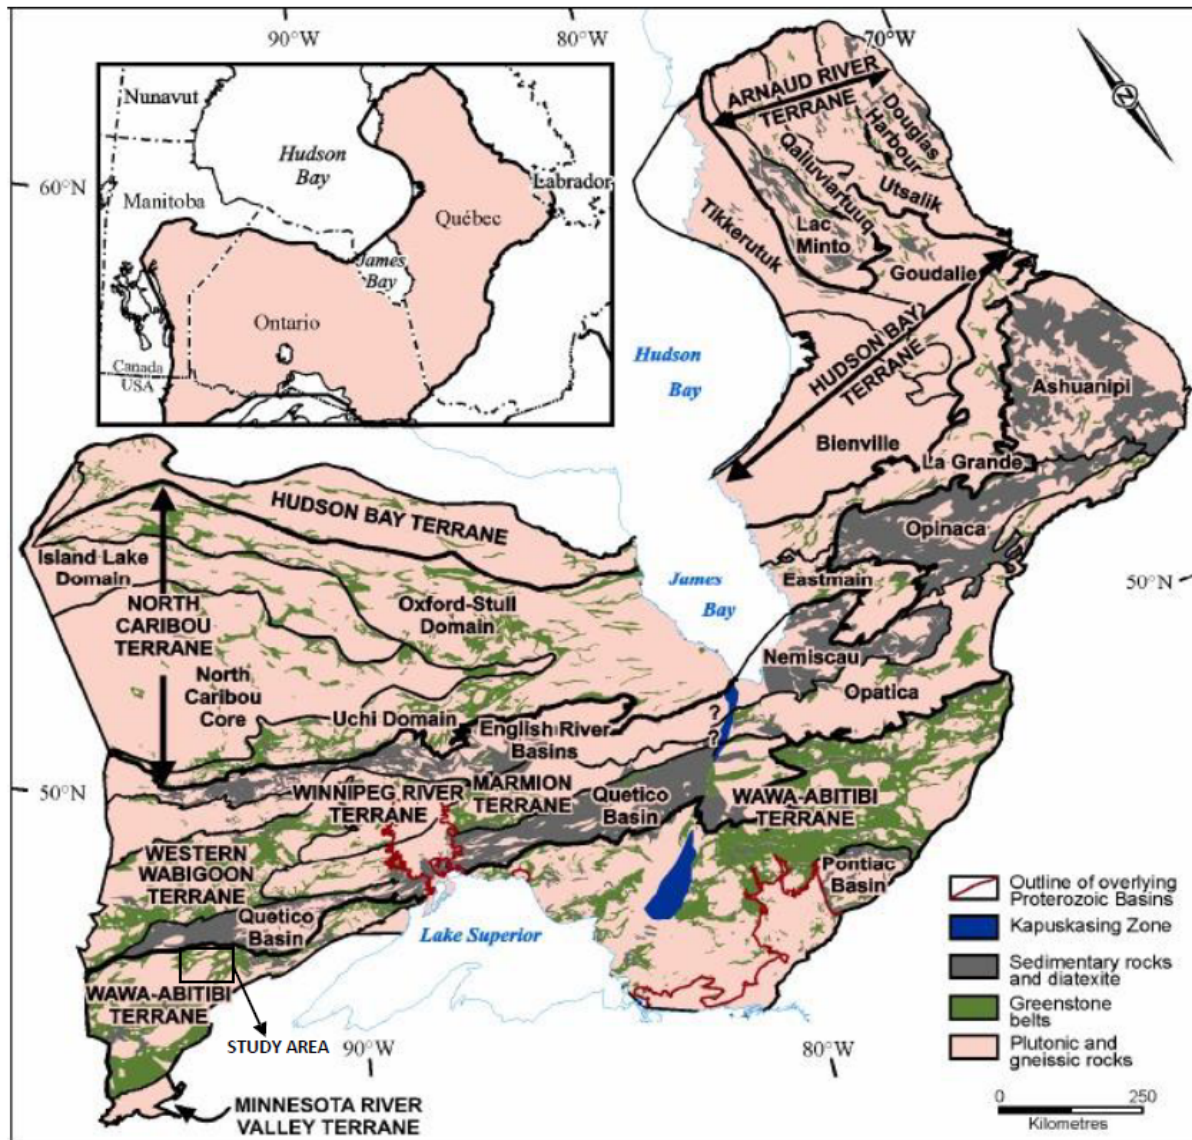 90°W
80°W
70°W
60°N
Nunavut
Hudson
Bay
Labrador
Manitoba
Québec
James
Bay
Ontario
Canada
USA
N
ARNAUD RIVER
TERRANE
Douglas
Harbour
Qalluviartuuq
Utsalik
Tikkerutuk
Lac
Minto
Goudalie
HUDSON BAY
TERRANE
Hudson
Bay
Ashuanipi
Bienville
La Grande
Opinaca
HUDSON BAY TERRANE
Island Lake
Domain
NORTH
CARIBOU
TERRANE
Oxford-Stull
Domain
James
Bay
Eastmain
50°N
North
Caribou
Core
Nemiscau
Opatica
Uchi Domain
English River
Basins
?
?
50°N
WINNIPEG RIVER
TERRANE
MARMION
TERRANE
Quetico
Basin
WAWA-ABITIBI
TERRANE
WESTERN
WABIGOON
TERRANE
Pontiac
Basin
Quetico
Basin
Lake Superior
WAWA-ABITIBI
TERRANE
STUDY AREA
90°W
80°W
MINNESOTA RIVER
VALLEY TERRANE
Outline of overlying
Proterozoic Basins
Kapuskasing Zone
Sedimentary rocks
and diatexite
Greenstone
belts
Plutonic and
gneissic rocks
0 250
Kilometres